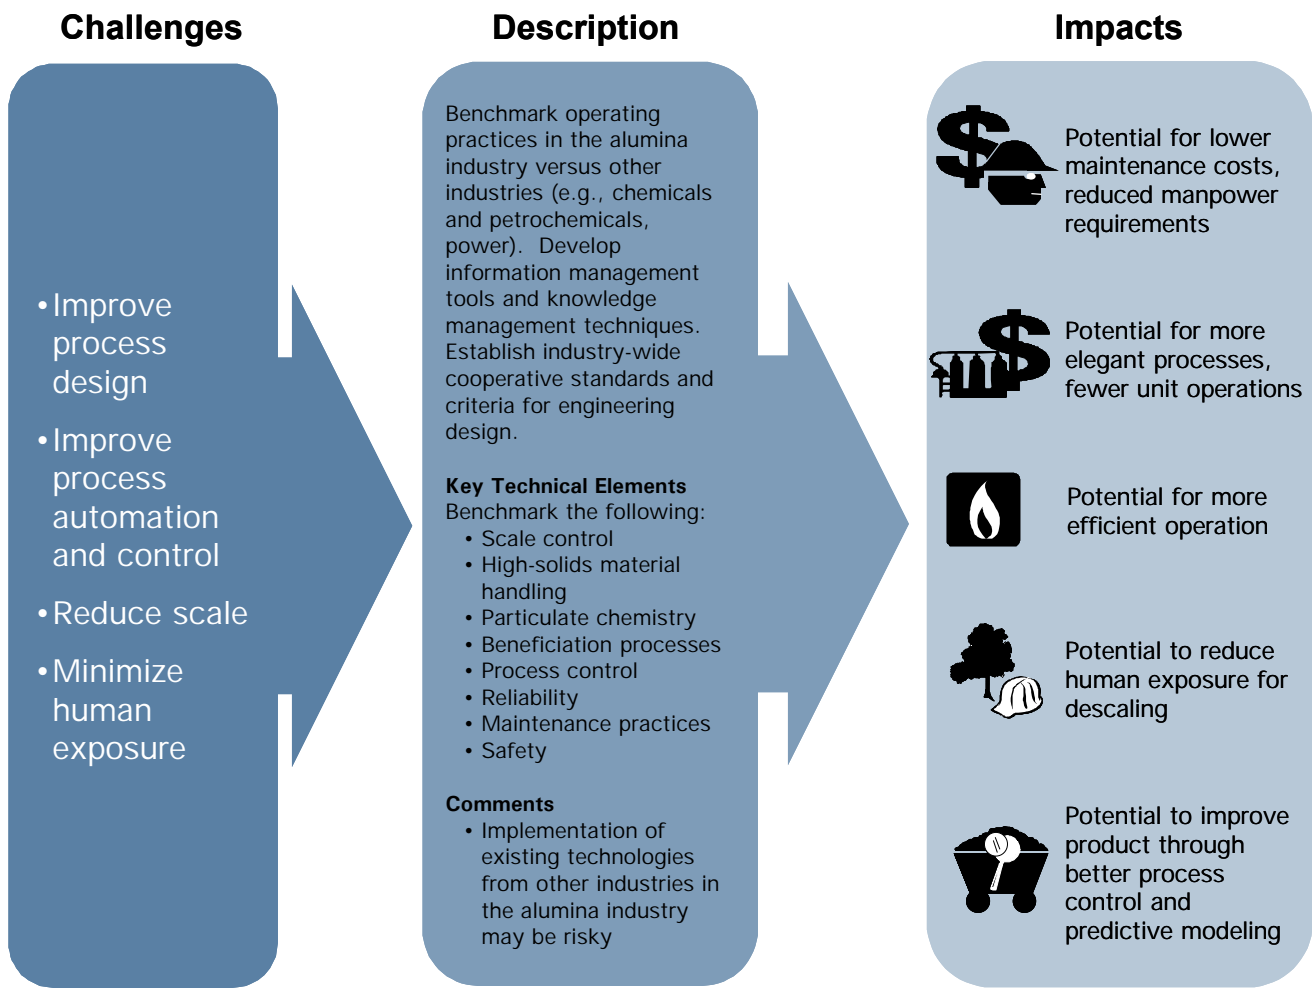 Challenges
• Improve
process
design
• Improve
process
automation
and control
• Reduce scale
• Minimize
human
exposure
Description
Benchmark operating
practices in the alumina
industry versus other
industries (e.g., chemicals
and petrochemicals,
power).  Develop
information management
tools and knowledge
management techniques.
Establish industry-wide
cooperative standards and
criteria for engineering
design.
Key Technical Elements
Benchmark the following:
• Scale control
• High-solids material
handling
• Particulate chemistry
• Beneficiation processes
• Process control
• Reliability
• Maintenance practices
• Safety
Comments
• Implementation of
existing technologies
from other industries in
the alumina industry
may be risky
Impacts
$
Potential for lower
maintenance costs,
reduced manpower
requirements
$
Potential for more
elegant processes,
fewer unit operations
Potential for more
efficient operation
Potential to reduce
human exposure for
descaling
Potential to improve
product through
better process
control and
predictive modeling